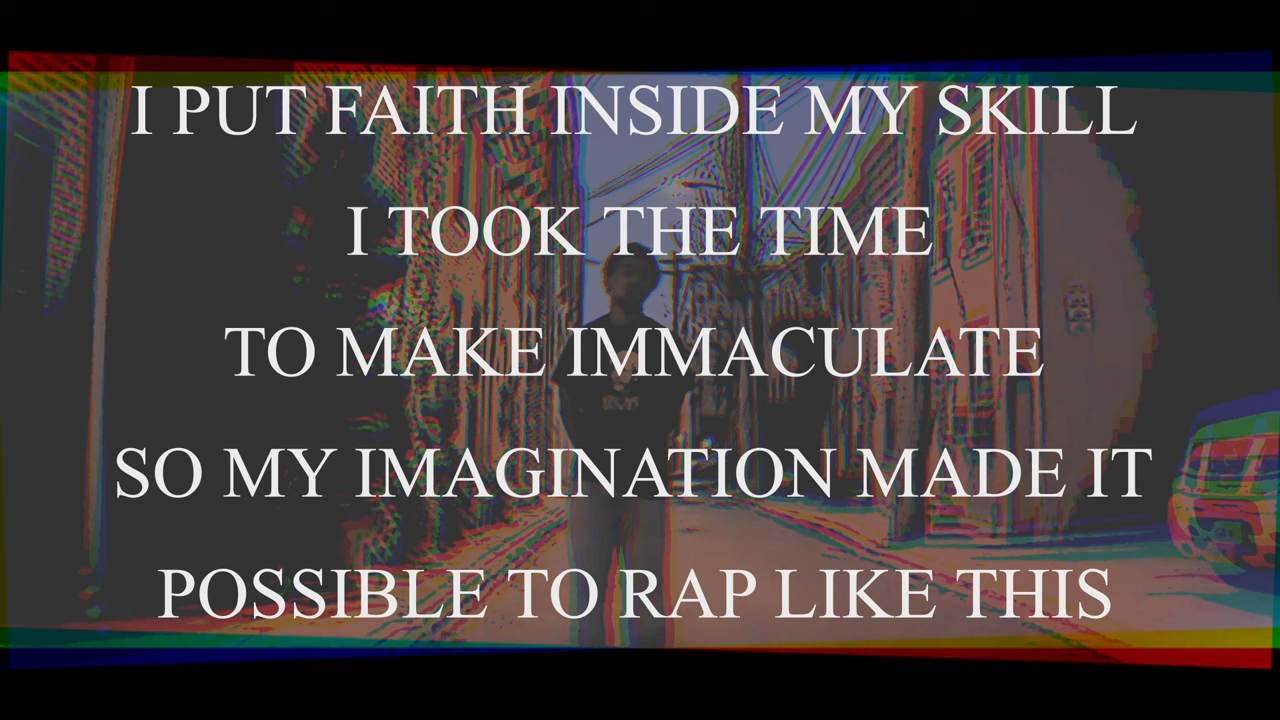 I PUT FAITH INSIDE MY SKILL
I TOOK THE TIME
TO MAKE IMMACULATE
SO MY IMAGINATION MADE IT
POSSIBLE TO RAP LIKE THIS